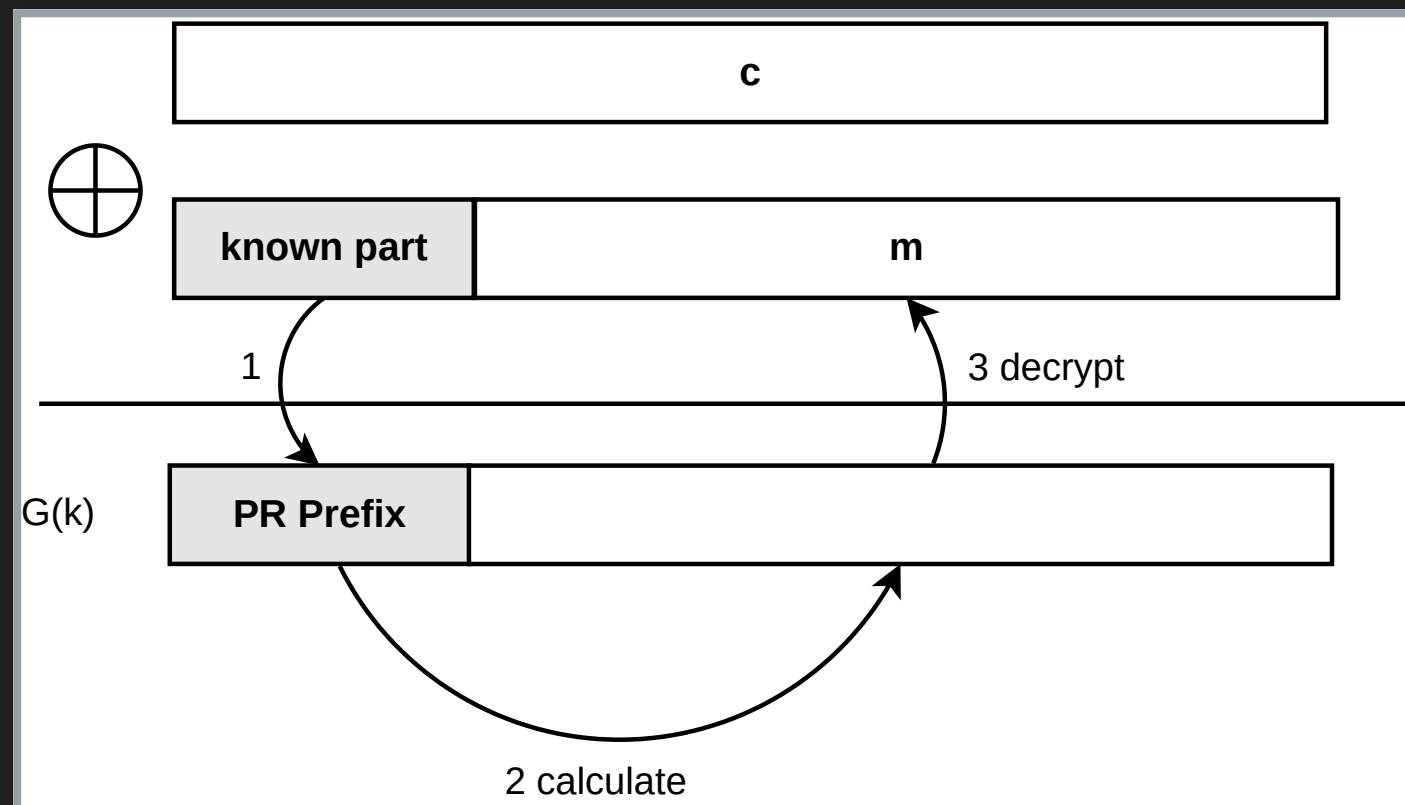 c
known part
m
1
3 decrypt
G(k)
PR Prefix
2 calculate